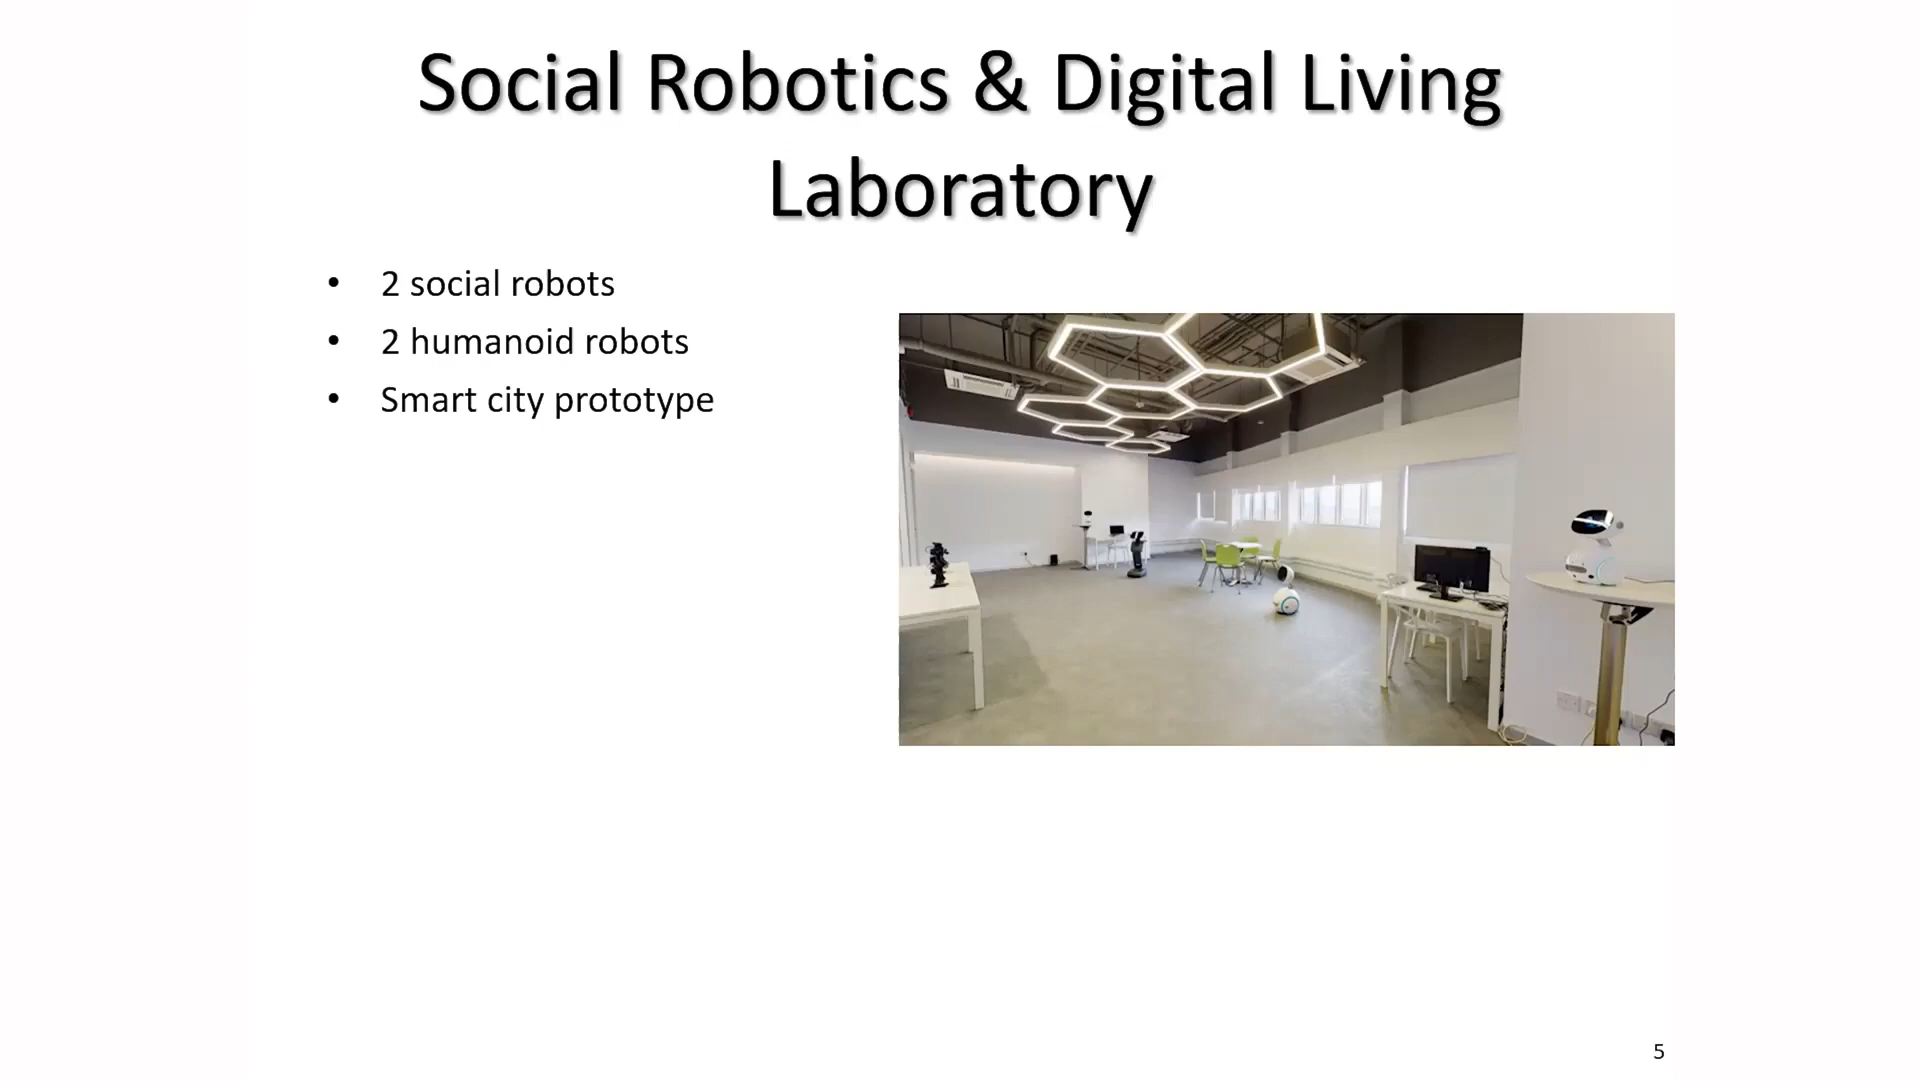 Social Robotics & Digital Living
Laboratory
• 2 social robots
• 2 humanoid robots
• Smart city prototype
5